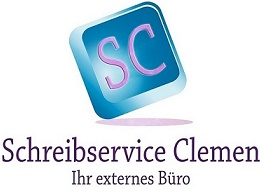 SC
Schreibservice Clemen
Ihr externes Büro